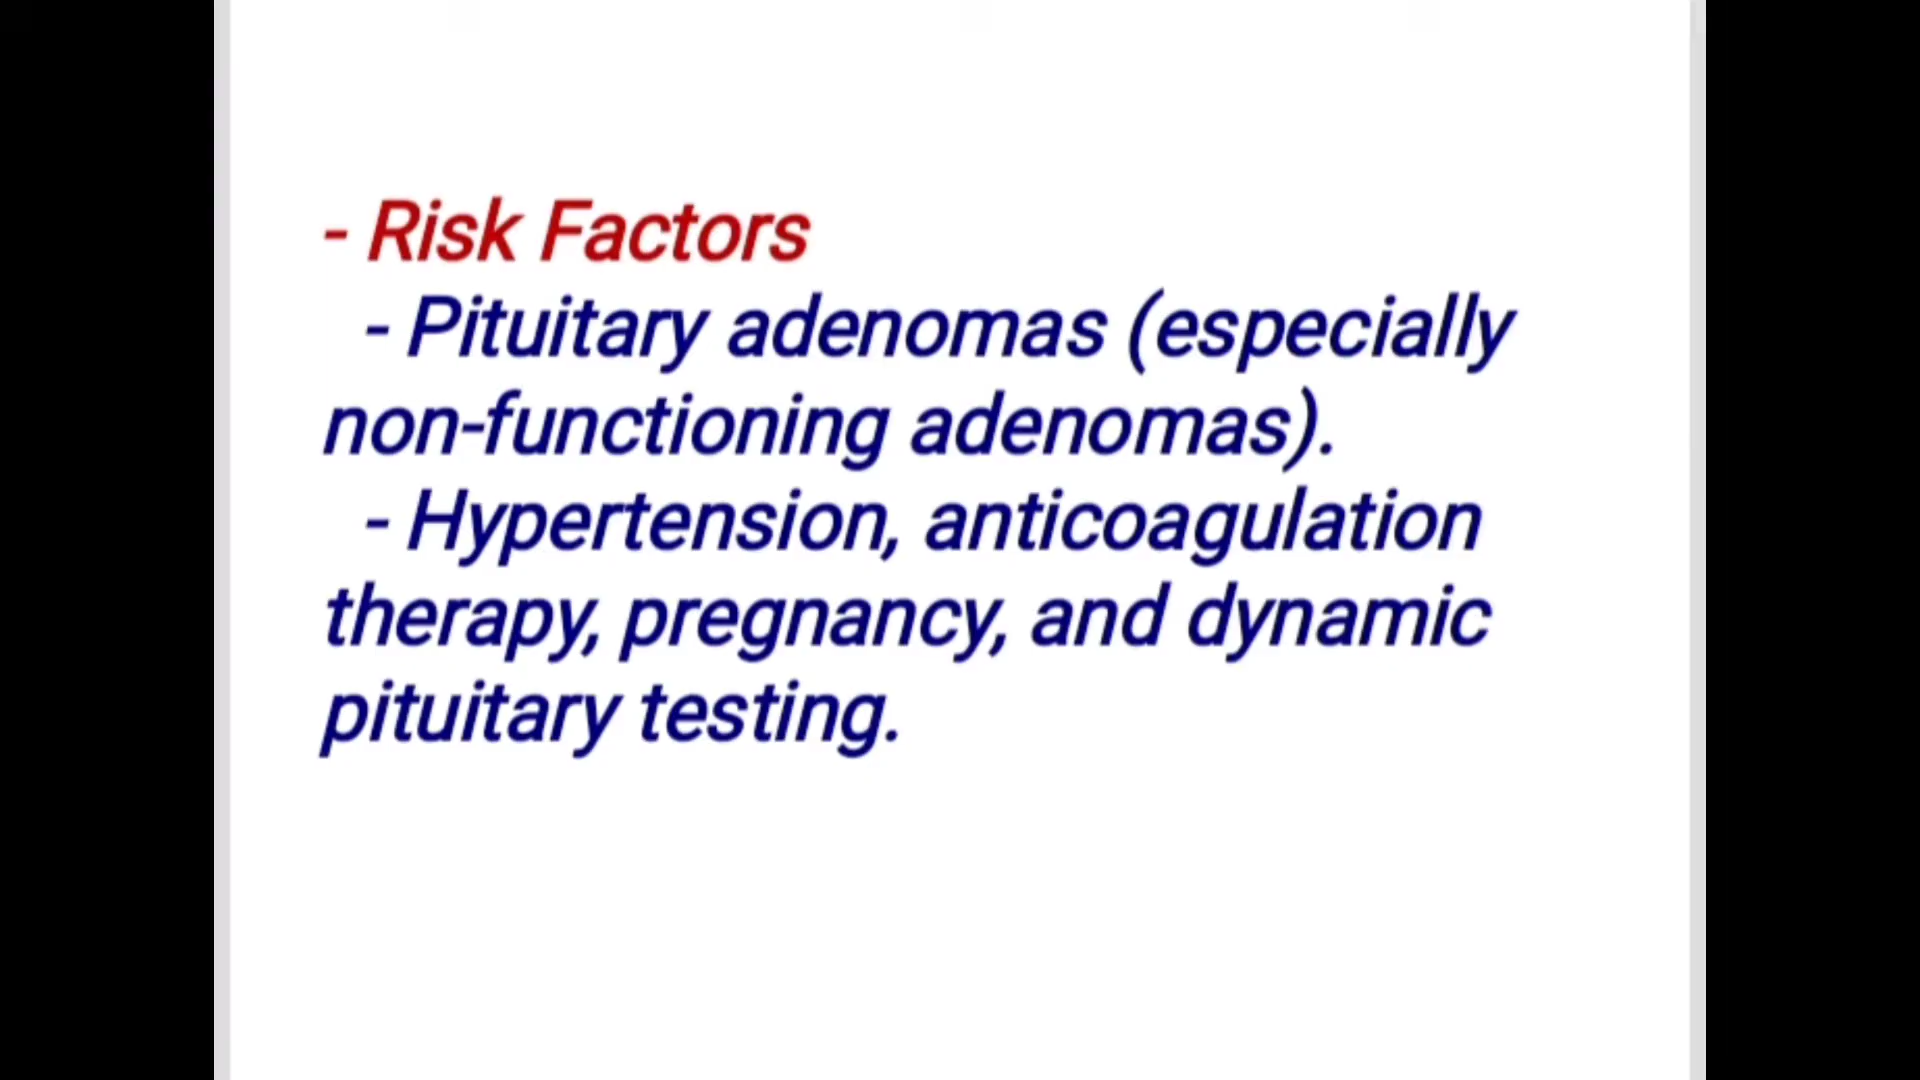 - Risk Factors
- Pituitary adenomas (especially
non-functioning adenomas).
- Hypertension, anticoagulation
therapy, pregnancy, and dynamic
pituitary testing.